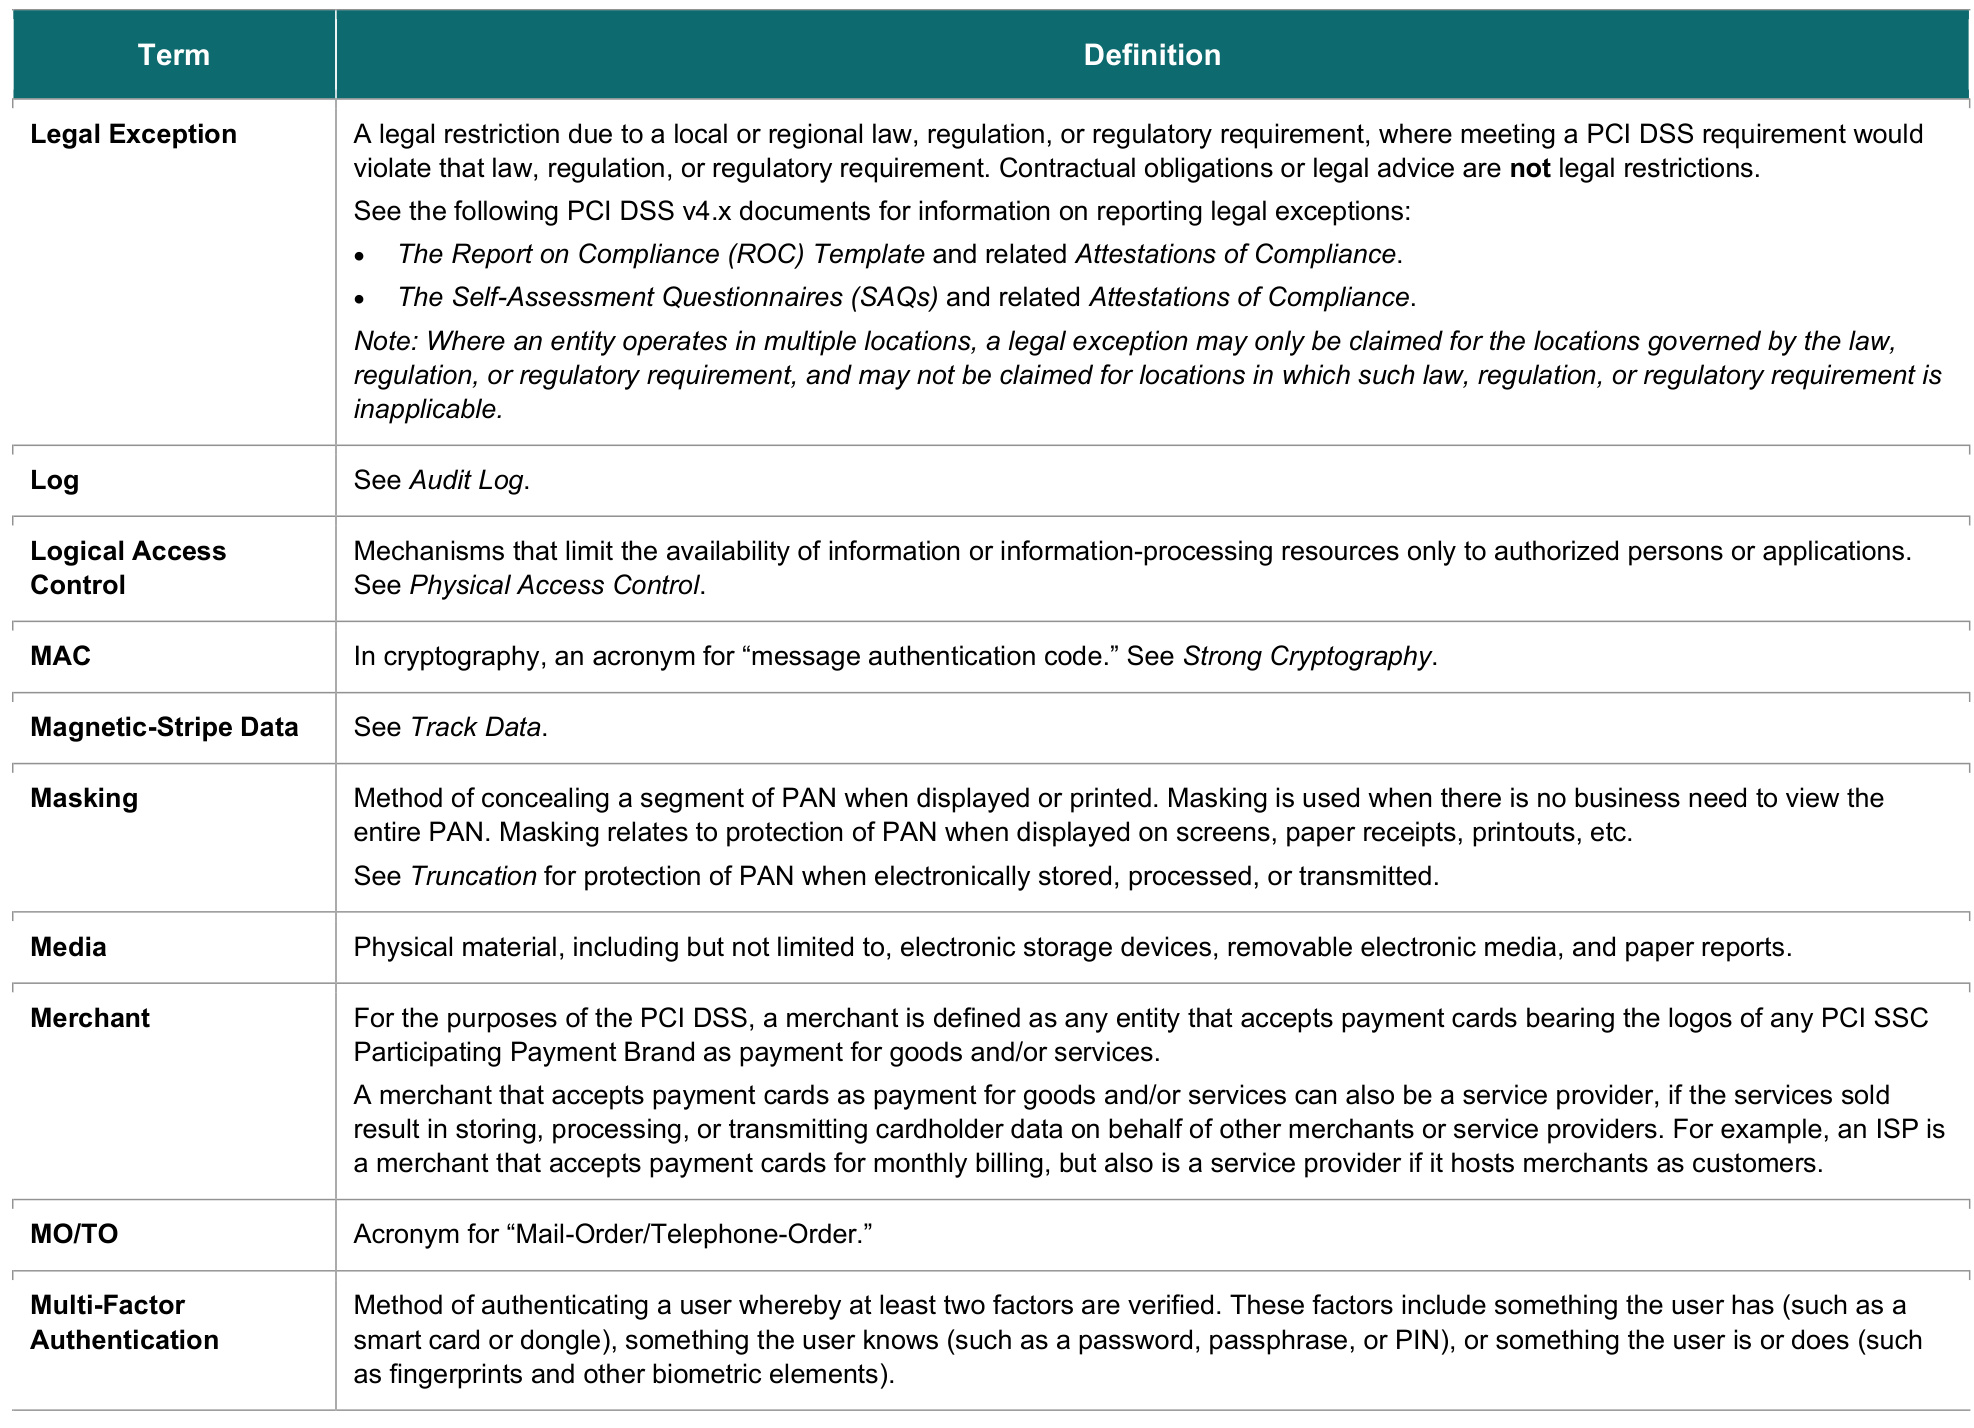 Term
Definition
Legal Exception
A legal restriction due to a local or regional law, regulation, or regulatory requirement, where meeting a PCI DSS requirement would
violate that law, regulation, or regulatory requirement. Contractual obligations or legal advice are not legal restrictions.
See the following PCI DSS v4.x documents for information on reporting legal exceptions:
• The Report on Compliance (ROC) Template and related Attestations of Compliance.
• The Self-Assessment Questionnaires (SAQs) and related Attestations of Compliance.
Note: Where an entity operates in multiple locations, a legal exception may only be claimed for the locations governed by the law,
regulation, or regulatory requirement, and may not be claimed for locations in which such law, regulation, or regulatory requirement is
inapplicable.
Log
See Audit Log.
Logical Access
Control
Mechanisms that limit the availability of information or information-processing resources only to authorized persons or applications.
See Physical Access Control.
MAC
In cryptography, an acronym for “message authentication code.” See Strong Cryptography.
Magnetic-Stripe Data
See Track Data.
Masking
Method of concealing a segment of PAN when displayed or printed. Masking is used when there is no business need to view the
entire PAN. Masking relates to protection of PAN when displayed on screens, paper receipts, printouts, etc.
See Truncation for protection of PAN when electronically stored, processed, or transmitted.
Media
Physical material, including but not limited to, electronic storage devices, removable electronic media, and paper reports.
Merchant
For the purposes of the PCI DSS, a merchant is defined as any entity that accepts payment cards bearing the logos of any PCI SSC
Participating Payment Brand as payment for goods and/or services.
A merchant that accepts payment cards as payment for goods and/or services can also be a service provider, if the services sold
result in storing, processing, or transmitting cardholder data on behalf of other merchants or service providers. For example, an ISP is
a merchant that accepts payment cards for monthly billing, but also is a service provider if it hosts merchants as customers.
MO/TO
Acronym for “Mail-Order/Telephone-Order.”
Multi-Factor
Authentication
Method of authenticating a user whereby at least two factors are verified. These factors include something the user has (such as a
smart card or dongle), something the user knows (such as a password, passphrase, or PIN), or something the user is or does (such
as fingerprints and other biometric elements).